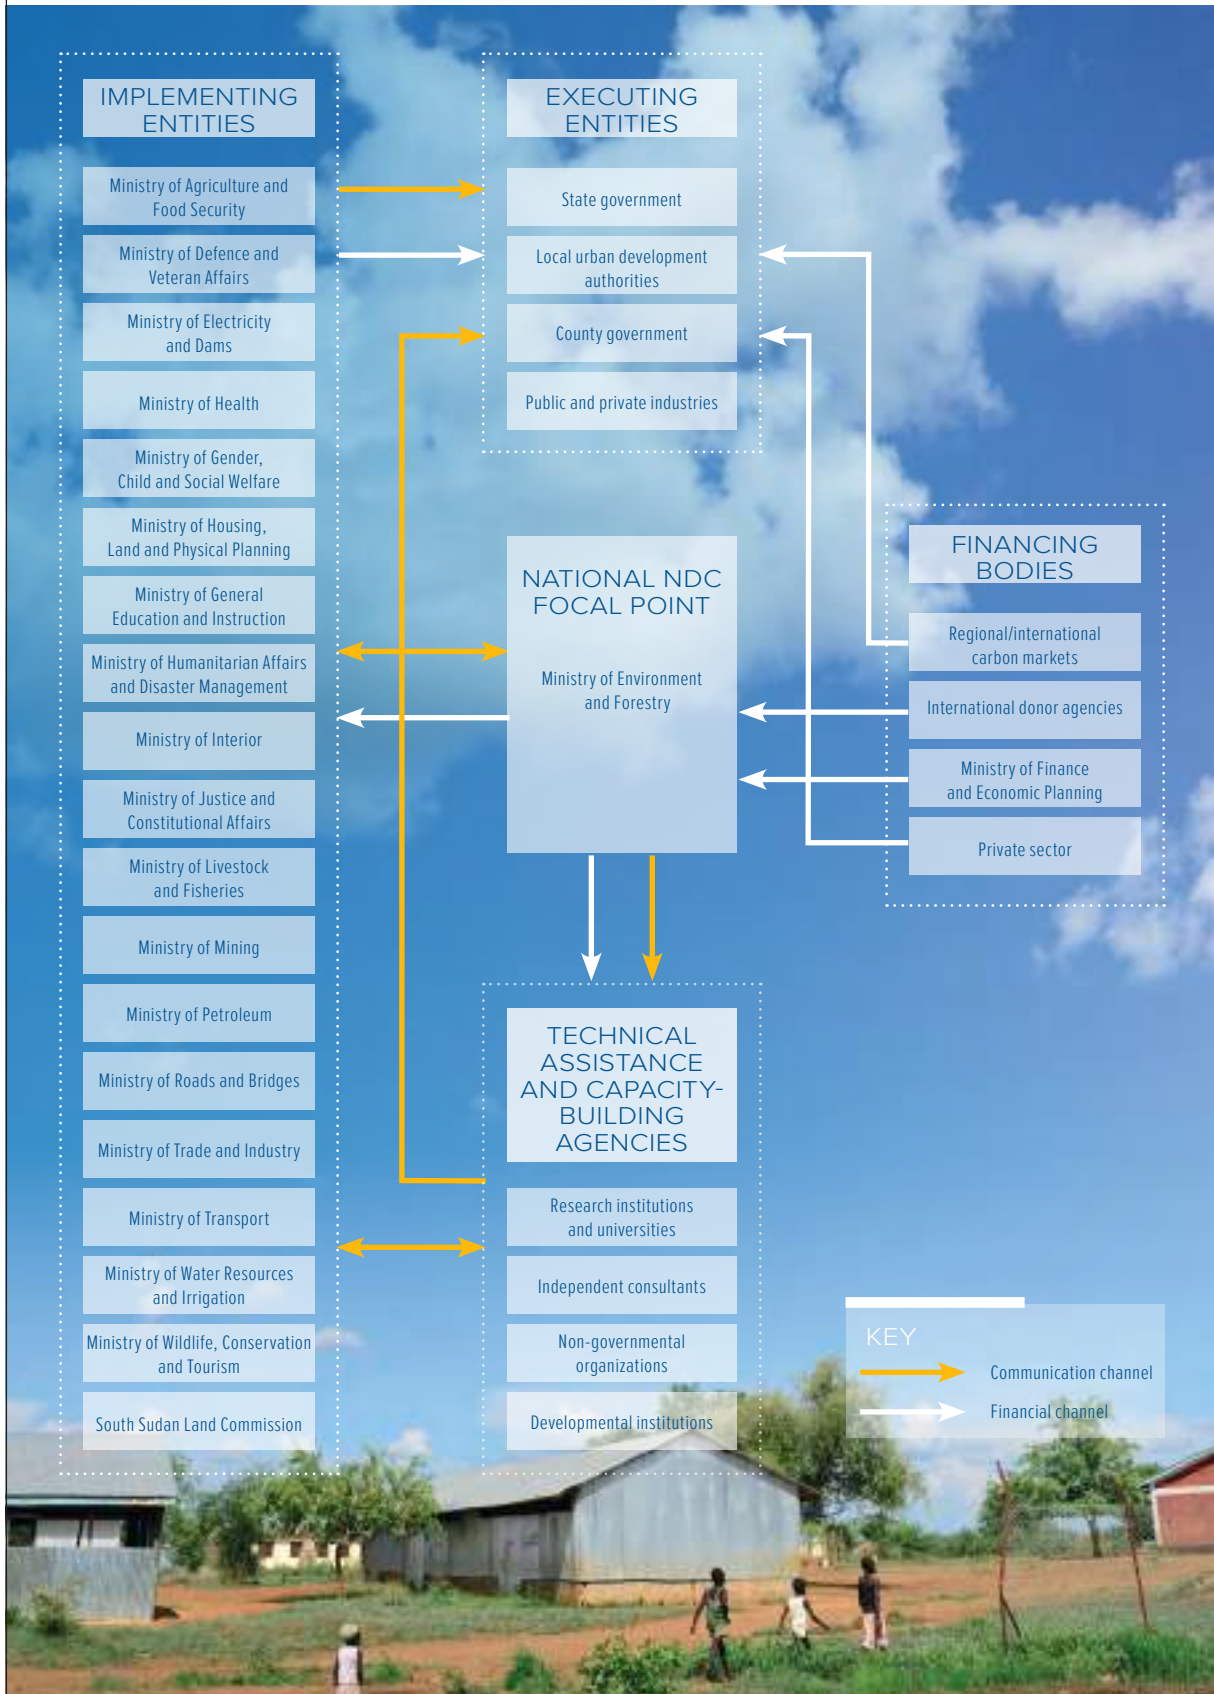 IMPLEMENTING
ENTITIES
Ministry of Agriculture and
Food Security
Ministry of Defence and
Veteran Affairs
Ministry of Electricity
and Dams
Ministry of Health
Ministry of Gender,
Child and Social Welfare
Ministry of Housing,
Land and Physical Planning
Ministry of General
Education and Instruction
Ministry of Humanitarian Affairs
and Disaster Management
Ministry of Interior
Ministry of Justice and
Constitutional Affairs
Ministry of Livestock
and Fisheries
Ministry of Mining
Ministry of Petroleum
Ministry of Roads and Bridges
Ministry of Trade and Industry
Ministry of Transport
Ministry of Water Resources
and Irrigation
Ministry of Wildlife, Conservation
and Tourism
South Sudan Land Commission
EXECUTING
ENTITIES
State government
Local urban development
authorities
County government
Public and private industries
NATIONAL NDC
FOCAL POINT
Ministry of Environment
and Forestry
TECHNICAL
ASSISTANCE
AND CAPACITY-
BUILDING
AGENCIES
Research institutions
and universities
Independent consultants
Non-governmental
organizations
Developmental institutions
FINANCING
BODIES
Regional/international
carbon markets
International donor agencies
Ministry of Finance
and Economic Planning
Private sector
KEY
Communication channel
Financial channel